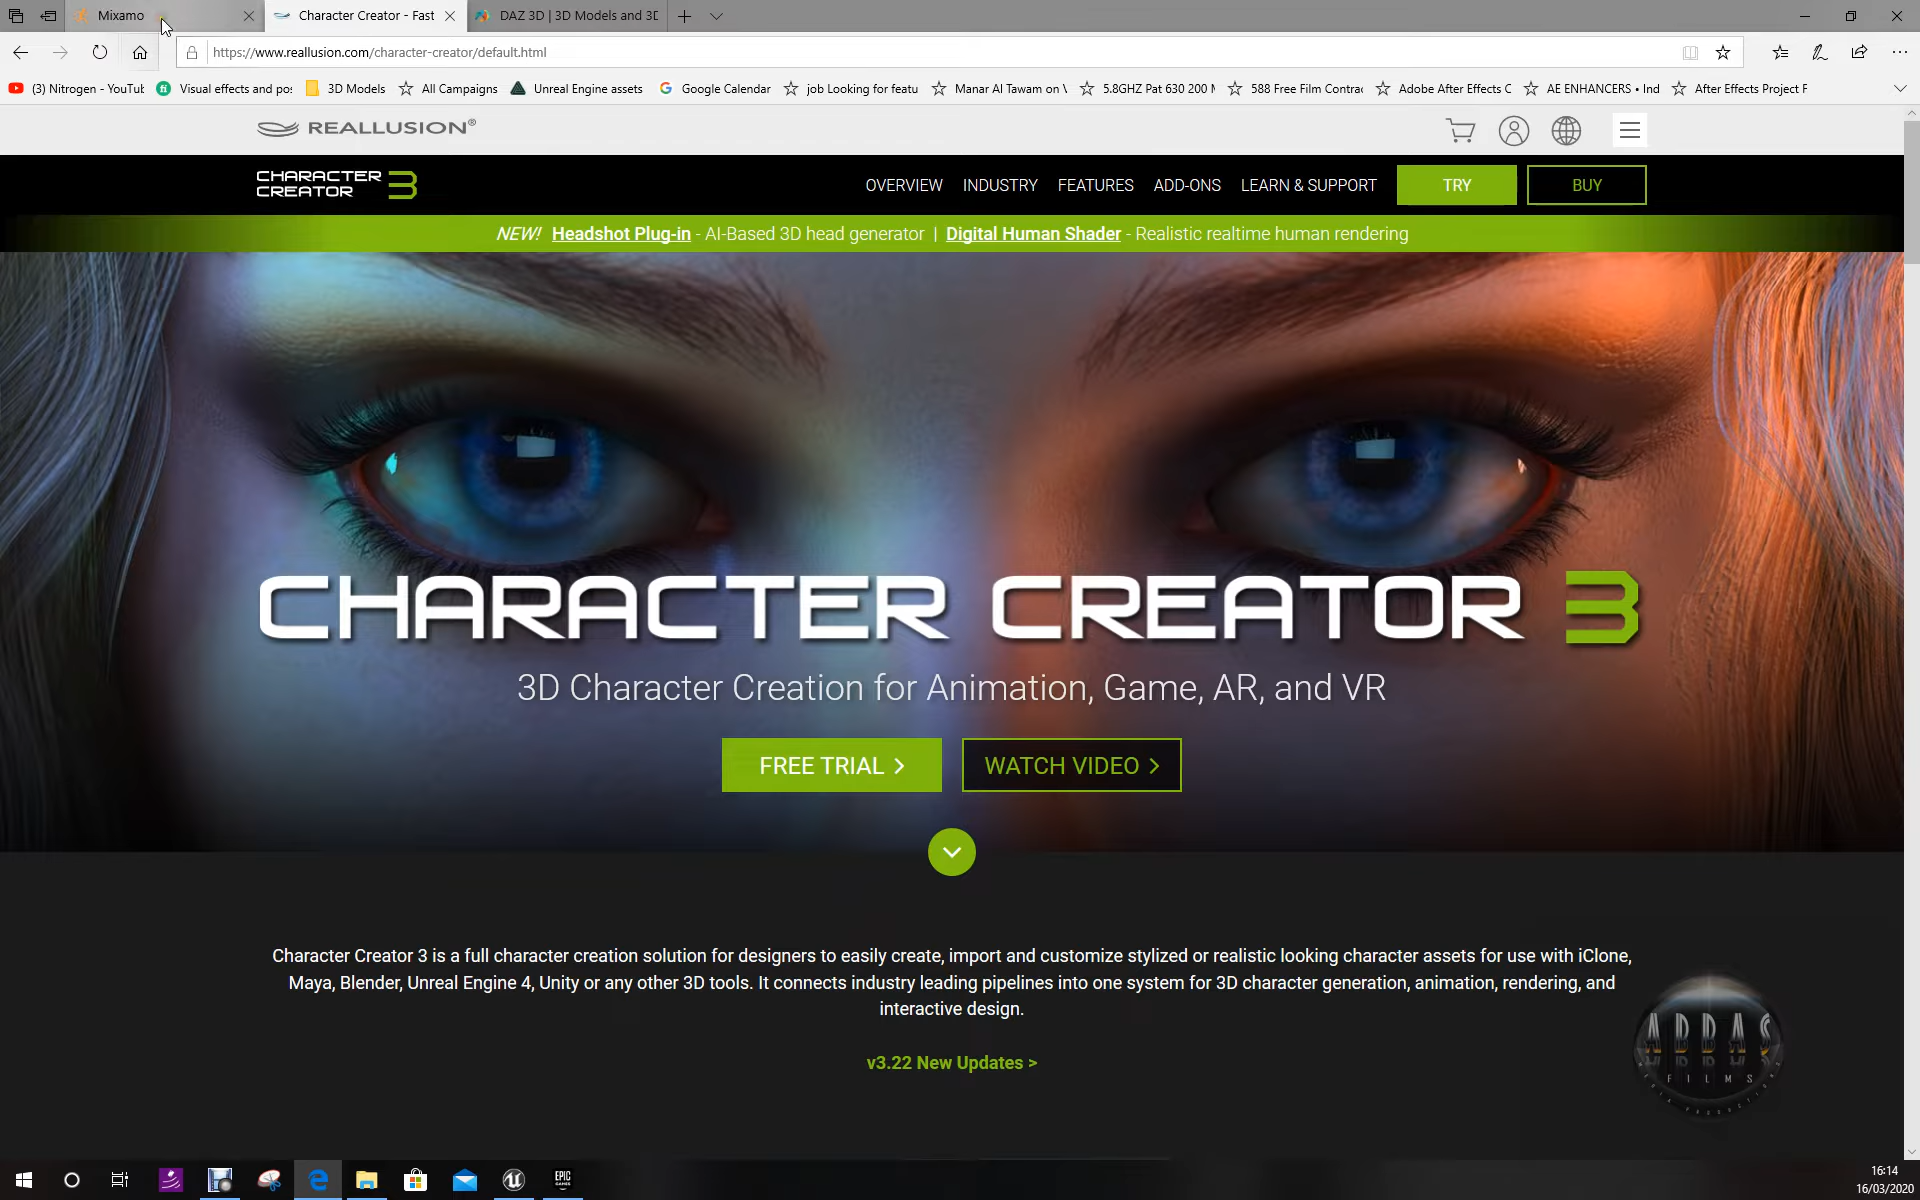 Mixamo
Character Creator - Fast
DAZ 3D | 3D Models and 3D
https://www.reallusion.com/character-creator/default.html
(3) Nitrogen - YouTub
Visual effects and po
3D Models
All Campaigns
Unreal Engine assets
Google Calendar
job Looking for featu
Manar Al Tawam on
5.8GHZ Pat 630 200
588 Free Film Contra
Adobe After Effects C
AE ENHANCERS • Ind
After Effects Project F
REALLUSION®
CHARACTER
CREATOR 3
OVERVIEW INDUSTRY FEATURES ADD-ONS LEARN & SUPPORT TRY BUY
NEW! Headshot Plug-in - AI-Based 3D head generator | Digital Human Shader - Realistic realtime human rendering
CHARACTER CREATOR 3
3D Character Creation for Animation, Game, AR, and VR
FREE TRIAL > WATCH VIDEO >
Character Creator 3 is a full character creation solution for designers to easily create, import and customize stylized or realistic looking character assets for use with iClone,
Maya, Blender, Unreal Engine 4, Unity or any other 3D tools. It connects industry leading pipelines into one system for 3D character generation, animation, rendering, and
interactive design.
v3.22 New Updates >
ABBAS
FILMS
EPIC
GAMES
16:14
16/03/2020